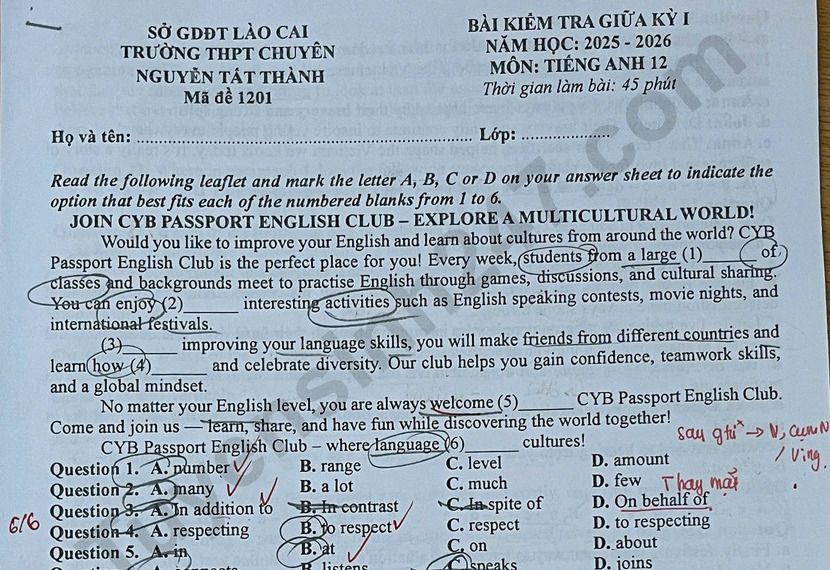 SỞ GDĐT LÀO CAI
TRƯỜNG THPT CHUYÊN
NGUYỄN TẤT THÀNH
Mã đề 1201
BÀI KIỂM TRA GIỮA KỲ I
NĂM HỌC: 2025 - 2026
MÔN: TIẾNG ANH 12
Thời gian làm bài: 45 phút
Họ và tên: ........................ Lớp: ....................
Read the following leaflet and mark the letter A, B, C or D on your answer sheet to indicate the
option that best fits each of the numbered blanks from 1 to 6.
JOIN CYB PASSPORT ENGLISH CLUB – EXPLORE A MULTICULTURAL WORLD!
Would you like to improve your English and learn about cultures from around the world? CYB
Passport English Club is the perfect place for you! Every week, students from a large (1)______ of
classes and backgrounds meet to practise English through games, discussions, and cultural sharing.
You can enjoy (2)______ interesting activities such as English speaking contests, movie nights, and
international festivals.
(3)______ improving your language skills, you will make friends from different countries and
learn how (4)______ and celebrate diversity. Our club helps you gain confidence, teamwork skills,
and a global mindset.
No matter your English level, you are always welcome (5)______ CYB Passport English Club.
Come and join us — learn, share, and have fun while discovering the world together!
CYB Passport English Club – where language (6)______ cultures!
say giờ → N, cụm N
/ Ving.
Question 1. A. number B. range C. level D. amount
Question 2. A. many B. a lot C. much D. few
Thay mặt
Question 3. A. In addition to B. In contrast C. In spite of D. On behalf of
6/6
Question 4. A. respecting B. to respect C. respect D. to respecting
Question 5. A. in B. at C. on D. about
B. listens C. speaks D. joins